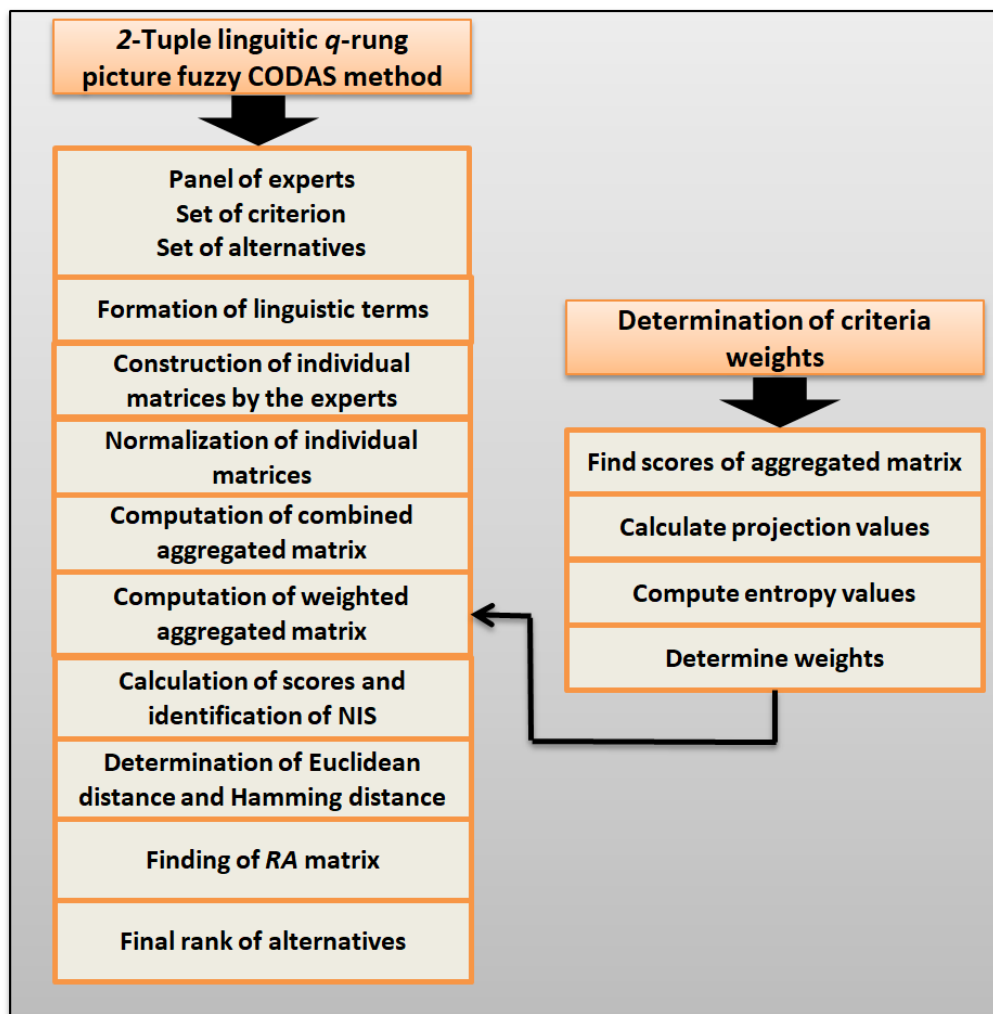 2-Tuple linguitic q-rung
picture fuzzy CODAS method
Panel of experts
Set of criterion
Set of alternatives
Formation of linguistic terms
Construction of individual
matrices by the experts
Normalization of individual
matrices
Computation of combined
aggregated matrix
Computation of weighted
aggregated matrix
Calculation of scores and
identification of NIS
Determination of Euclidean
distance and Hamming distance
Finding of RA matrix
Final rank of alternatives
Determination of criteria
weights
Find scores of aggregated matrix
Calculate projection values
Compute entropy values
Determine weights